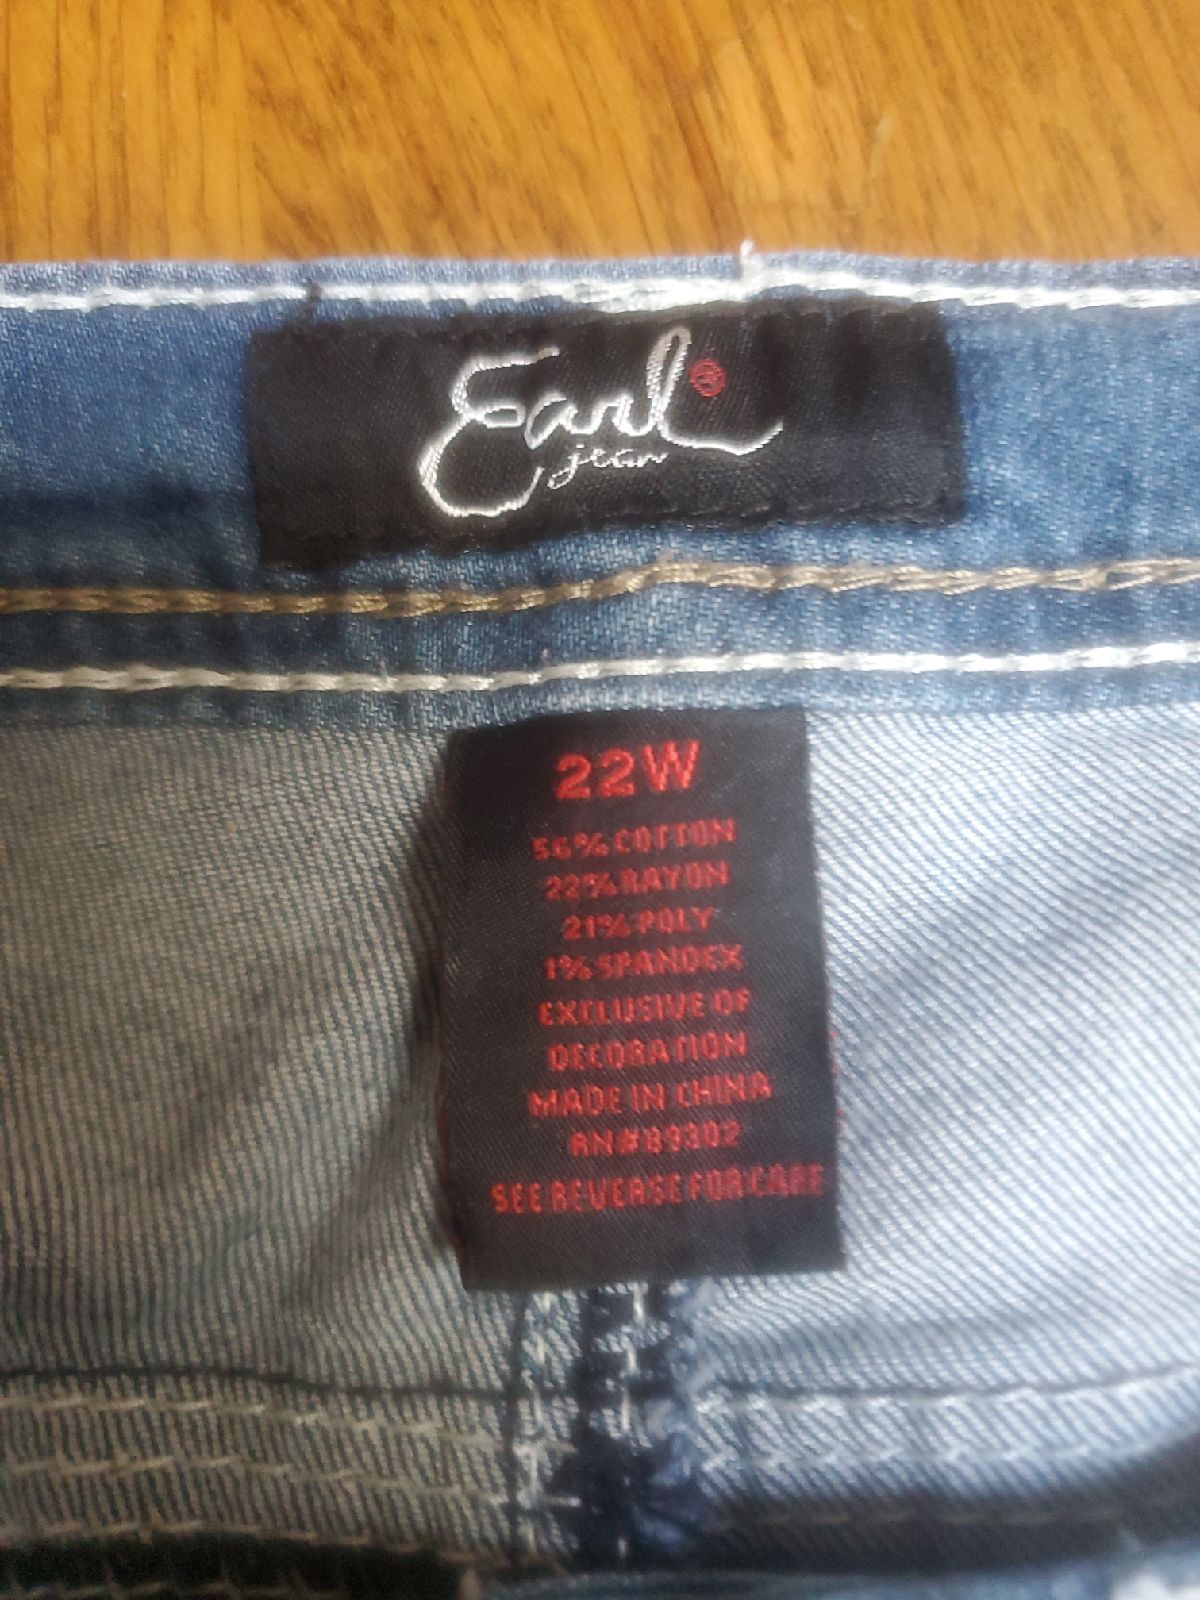 Earl®
jean
22W
56% COTTON
22% RAYON
21% POLY
1% SPANDEX
EXCLUSIVE OF
DECORATION
MADE IN CHINA
RN#89302
SEE REVERSE FOR CARE